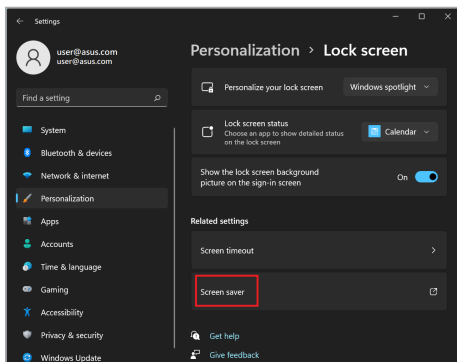 Settings
user@asus.com
user@asus.com
Find a setting
System
Bluetooth & devices
Network & internet
Personalization
Apps
Accounts
Time & language
Gaming
Accessibility
Privacy & security
Windows Update
Personalization > Lock screen
Personalize your lock screen
Windows spotlight
Lock screen status
Choose an app to show detailed status
on the lock screen
Calendar
Show the lock screen background
picture on the sign-in screen
On
Related settings
Screen timeout
Screen saver
Get help
Give feedback